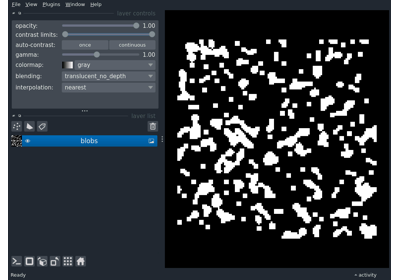 File View Plugins Window Help
layer controls
opacity: 1.00
contrast limits:
auto-contrast: once continuous
gamma: 1.00
colormap: gray
blending: translucent_no_depth
interpolation: nearest
layer list
blobs
Ready
activity